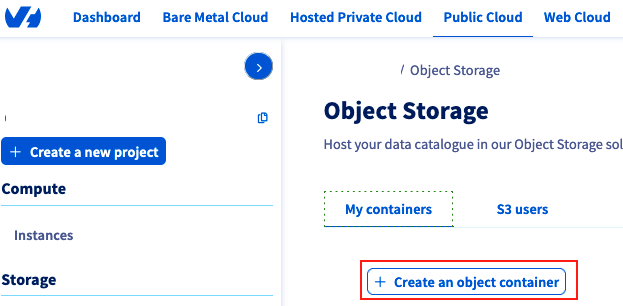 Dashboard Bare Metal Cloud Hosted Private Cloud Public Cloud Web Cloud
/ Object Storage
Object Storage
Host your data catalogue in our Object Storage sol
+ Create a new project
Compute
My containers S3 users
Instances
Storage
+ Create an object container